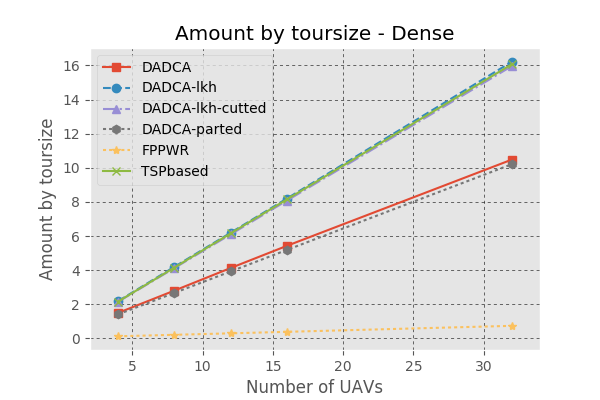 Amount by toursize - Dense
DADCA
DADCA-lkh
DADCA-lkh-cutted
DADCA-parted
FPPWR
TSPbased
Amount by toursize
16
14
12
10
8
6
4
2
0
5 10 15 20 25 30
Number of UAVs